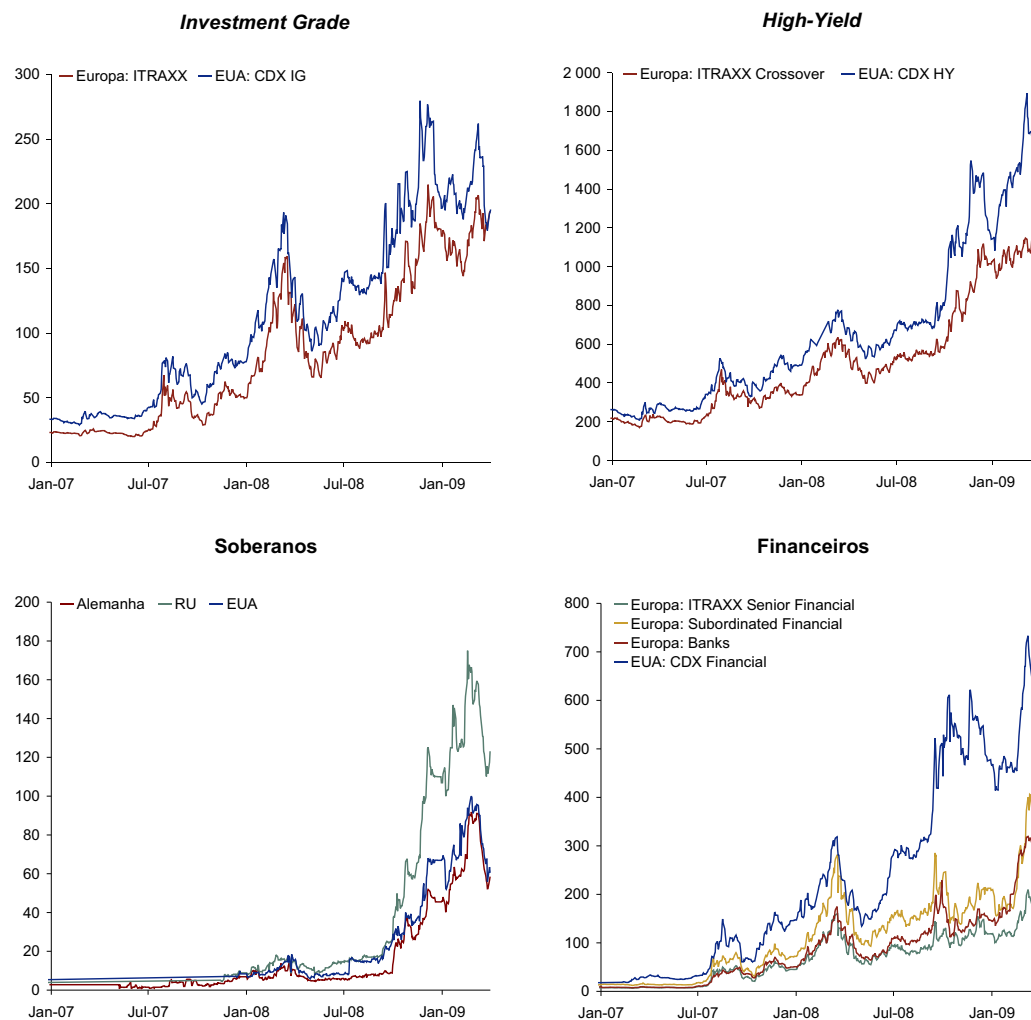 Investment Grade
Europa: ITRAXX EUA: CDX IG
300
250
200
150
100
50
0
Jan-07 Jul-07 Jan-08 Jul-08 Jan-09
High-Yield
Europa: ITRAXX Crossover EUA: CDX HY
2 000
1 800
1 600
1 400
1 200
1 000
800
600
400
200
0
Jan-07 Jul-07 Jan-08 Jul-08 Jan-09
Soberanos
Alemanha RU EUA
200
180
160
140
120
100
80
60
40
20
0
Jan-07 Jul-07 Jan-08 Jul-08 Jan-09
Financeiros
Europa: ITRAXX Senior Financial
Europa: Subordinated Financial
Europa: Banks
EUA: CDX Financial
800
700
600
500
400
300
200
100
0
Jan-07 Jul-07 Jan-08 Jul-08 Jan-09